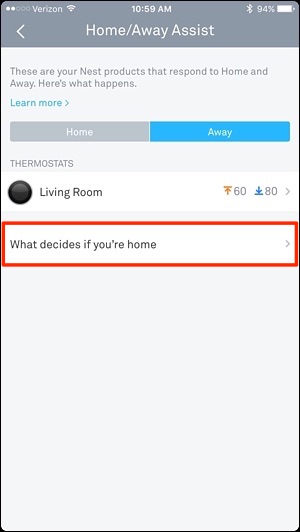 Verizon 10:59 AM 94%
Home/Away Assist
These are your Nest products that respond to Home and
Away. Here's what happens.
Learn more >
Home Away
THERMOSTATS
Living Room 60 80 >
What decides if you're home >